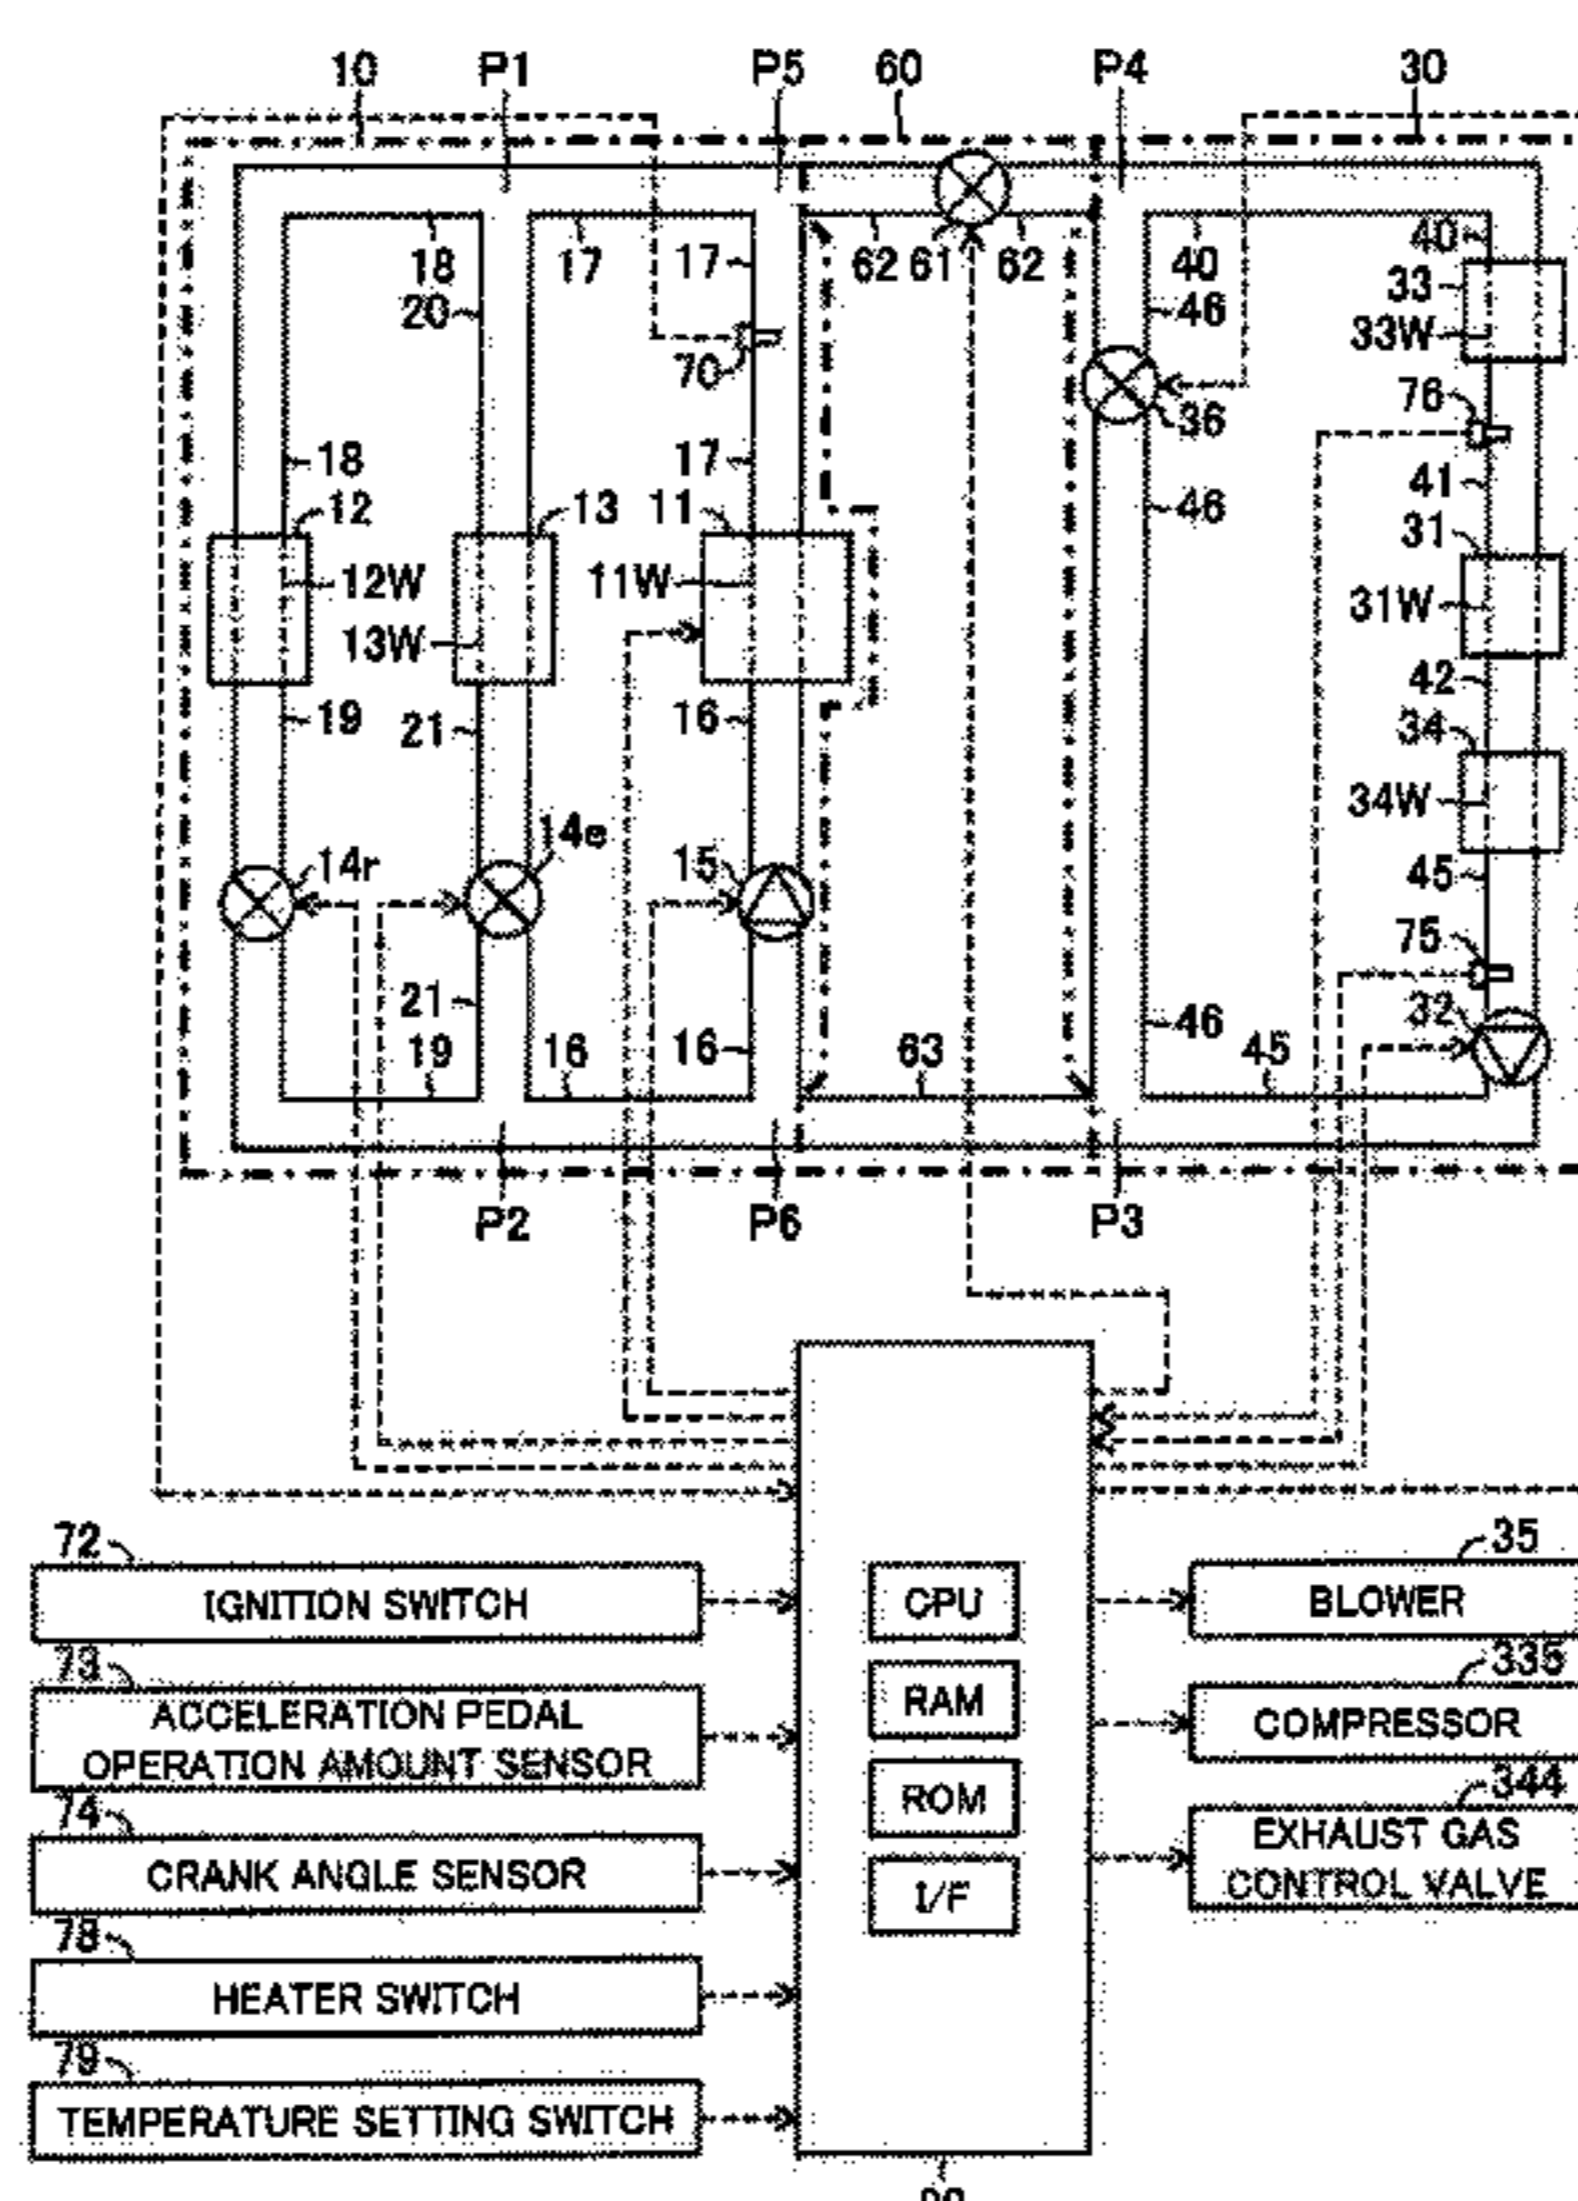 10 P1 P5 60 P4 30
18 17 17 62 61 62 40 40
20 46 33
33W
70 36 76
18 17 46 41
12 13 11 31
12W 11W 31W
13W
19 21 16 42
34
34W
14r 14e 15 45
75
21 32
19 16 16 63 46 45
P2 P6 P3
72
IGNITION SWITCH
73
ACCELERATION PEDAL
OPERATION AMOUNT SENSOR
74
CRANK ANGLE SENSOR
78
HEATER SWITCH
79
TEMPERATURE SETTING SWITCH
CPU
RAM
ROM
I/F
35
BLOWER
335
COMPRESSOR
344
EXHAUST GAS
CONTROL VALVE